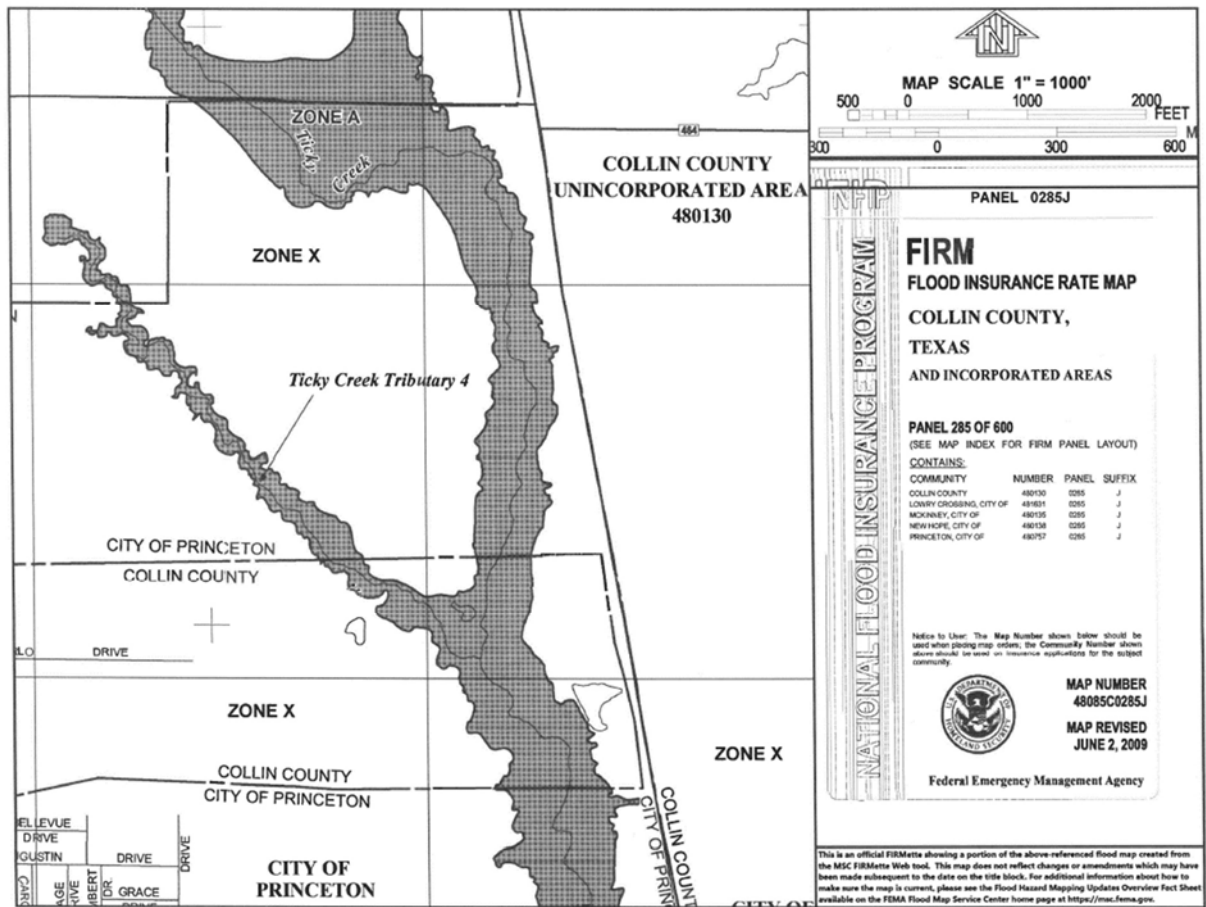 ZONE A
Ticky
Creek
464
COLLIN COUNTY
UNINCORPORATED AREA
480130
ZONE X
Ticky Creek Tributary 4
CITY OF PRINCETON
COLLIN COUNTY
DRIVE
ZONE X
ZONE X
COLLIN COUNTY
CITY OF PRINCETON
COLLIN COUNT
CITY OF PRIN
DRIVE
DRIVE
DRIVE
DR.
GRACE
CITY OF
PRINCETON
CITY OF
N
MAP SCALE 1" = 1000'
500 0 1000 2000
FEET
300 0 300 600
M
NFIP
PANEL 0285J
NATIONAL FLOOD INSURANCE PROGRAM
FIRM
FLOOD INSURANCE RATE MAP
COLLIN COUNTY,
TEXAS
AND INCORPORATED AREAS
PANEL 285 OF 600
(SEE MAP INDEX FOR FIRM PANEL LAYOUT)
CONTAINS:
COMMUNITY NUMBER PANEL SUFFIX
COLLIN COUNTY 480130 0285 J
LOWRY CROSSING, CITY OF 481631 0285 J
MCKINNEY, CITY OF 480135 0285 J
NEW HOPE, CITY OF 480138 0285 J
PRINCETON, CITY OF 480757 0285 J
Notice to User: The Map Number shown below should be
used when placing map orders; the Community Number shown
above should be used on insurance applications for the subject
community.
U.S. DEPARTMENT OF HOMELAND SECURITY
MAP NUMBER
48085C0285J
MAP REVISED
JUNE 2, 2009
Federal Emergency Management Agency
This is an official FIRMette showing a portion of the above-referenced flood map created from
the MSC FIRMette Web tool. This map does not reflect changes or amendments which may have
been made subsequent to the date on the title block. For additional information about how to
make sure the map is current, please see the Flood Hazard Mapping Updates Overview Fact Sheet
available on the FEMA Flood Map Service Center home page at https://msc.fema.gov.